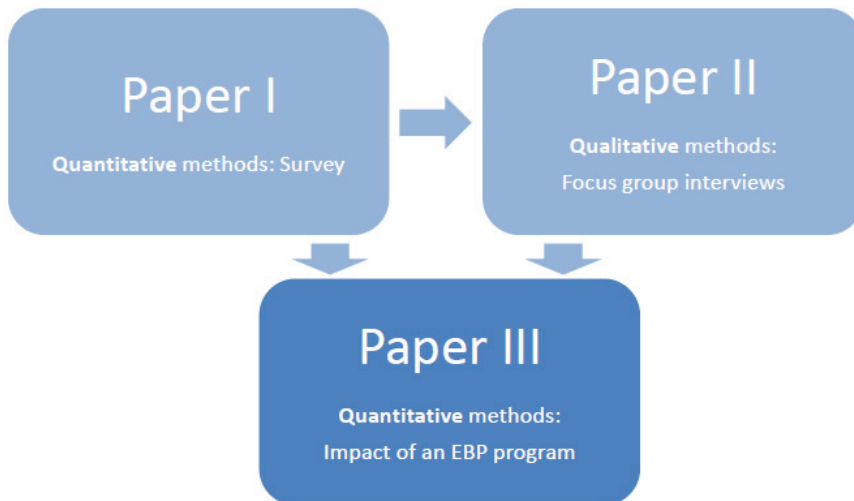 Paper I
Quantitative methods: Survey
Paper II
Qualitative methods:
Focus group interviews
Paper III
Quantitative methods:
Impact of an EBP program